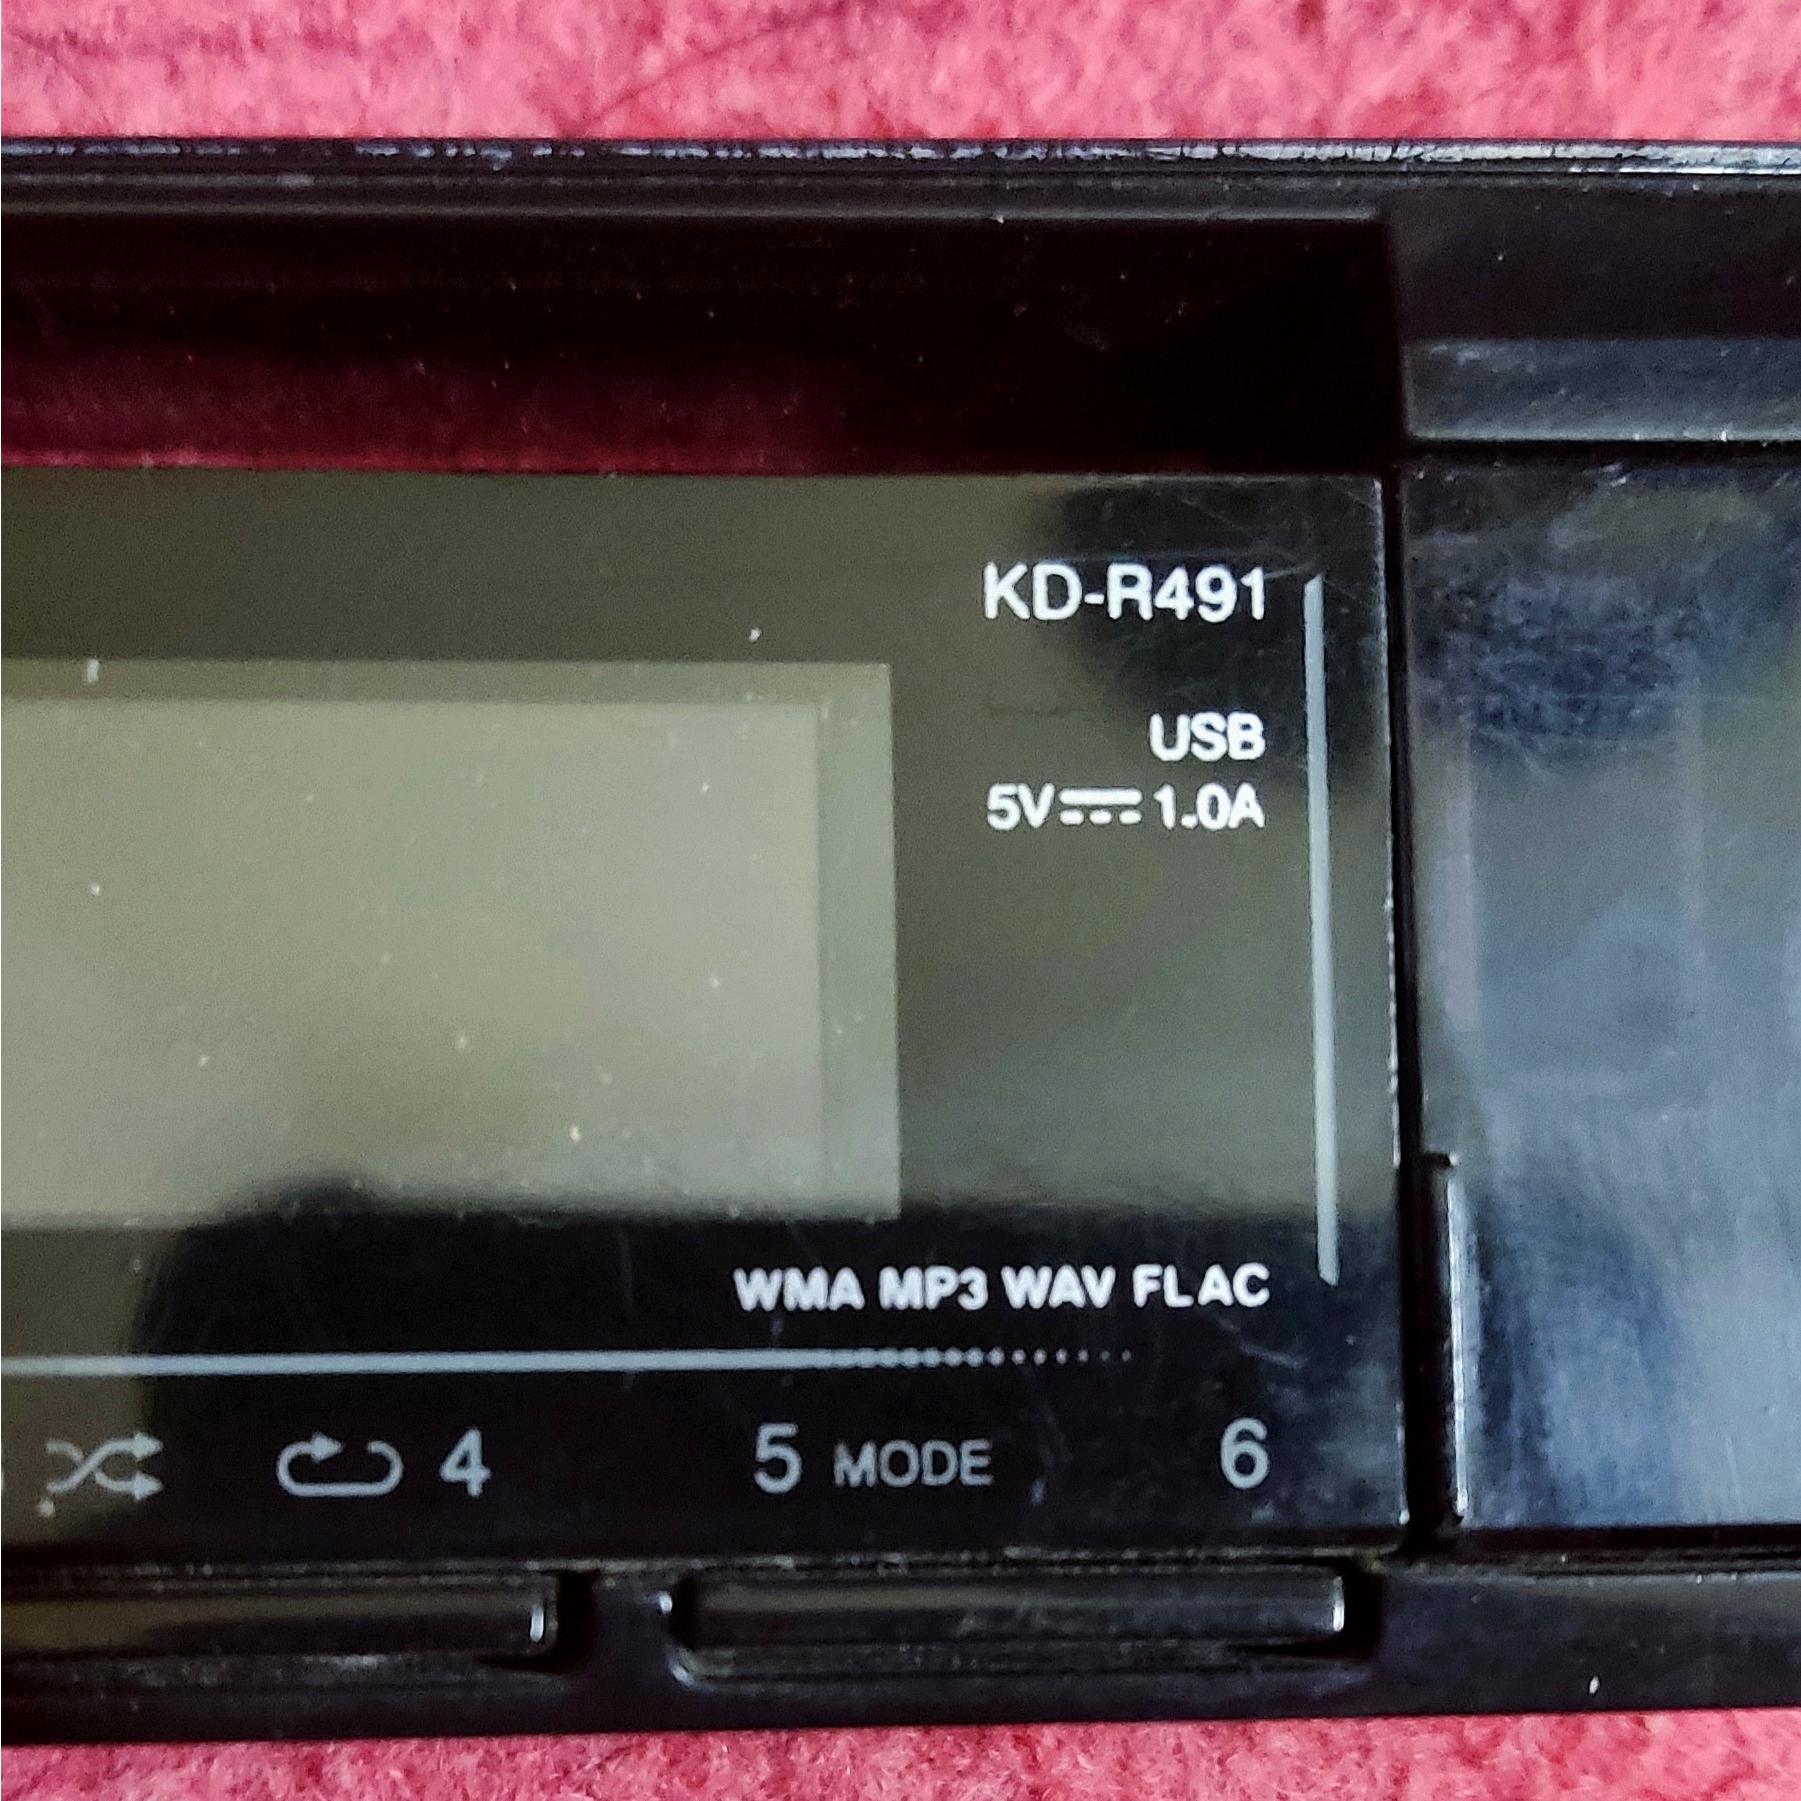 KD-R491
USB
5V⎓1.0A
WMA MP3 WAV FLAC
4 5 MODE 6